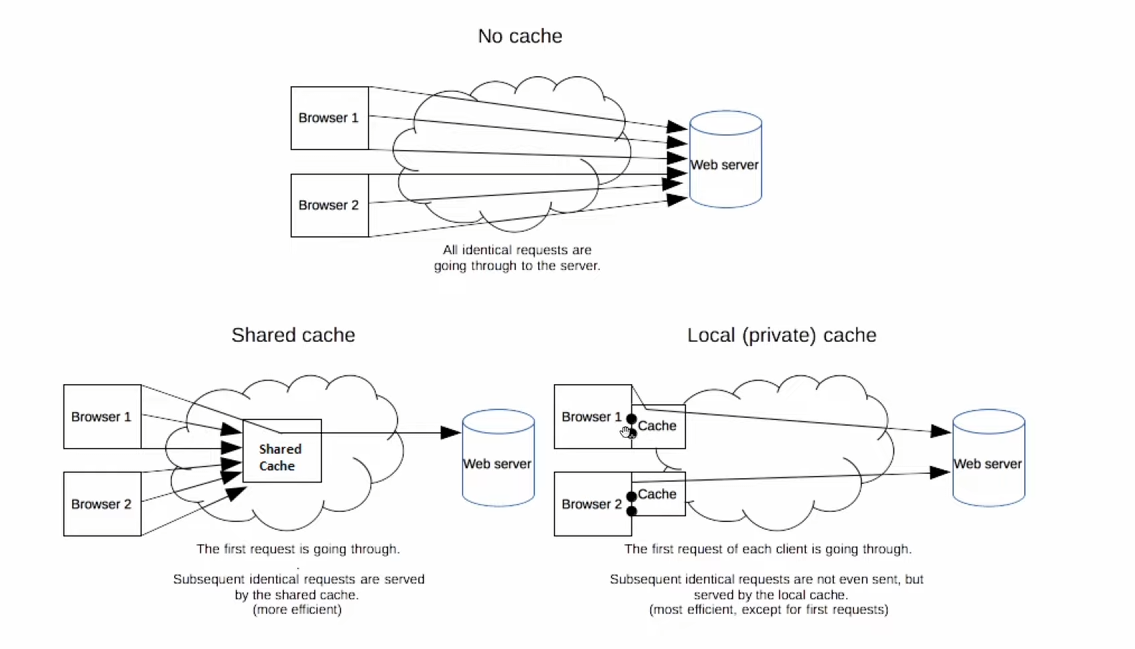 No cache
Browser 1
Browser 2
Web server
All identical requests are
going through to the server.
Shared cache
Browser 1
Browser 2
Shared
Cache
Web server
The first request is going through.
Subsequent identical requests are served
by the shared cache.
(more efficient)
Local (private) cache
Browser 1
Cache
Browser 2
Cache
Web server
The first request of each client is going through.
Subsequent identical requests are not even sent, but
served by the local cache.
(most efficient, except for first requests)